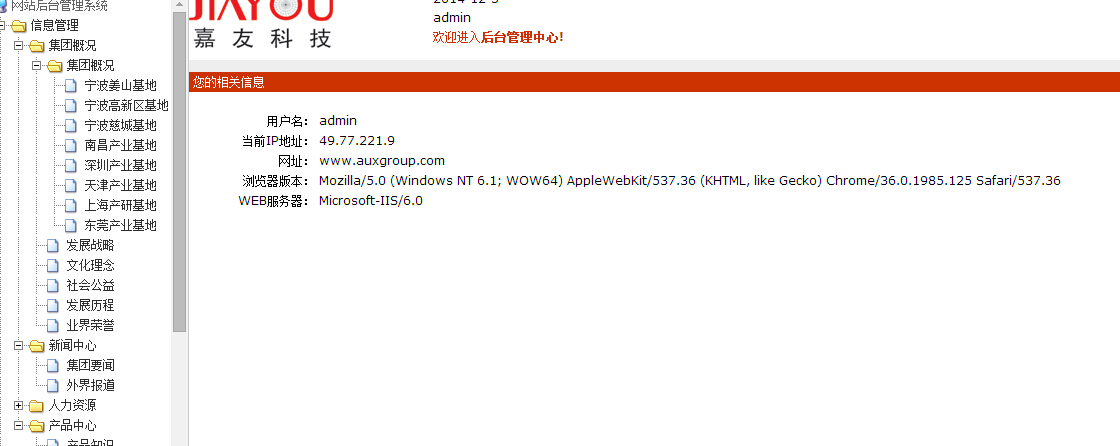 网站后台管理系统
信息管理
集团概况
集团概况
宁波姜山基地
宁波高新区基地
宁波慈城基地
南昌产业基地
深圳产业基地
天津产业基地
上海产研基地
东莞产业基地
发展战略
文化理念
社会公益
发展历程
业界荣誉
新闻中心
集团要闻
外界报道
人力资源
产品中心
产品知识
JIAYOU
嘉友科技
2014-12-5
admin
欢迎进入后台管理中心!
您的相关信息
用户名: admin
当前IP地址: 49.77.221.9
网址: www.auxgroup.com
浏览器版本: Mozilla/5.0 (Windows NT 6.1; WOW64) AppleWebKit/537.36 (KHTML, like Gecko) Chrome/36.0.1985.125 Safari/537.36
WEB服务器: Microsoft-IIS/6.0